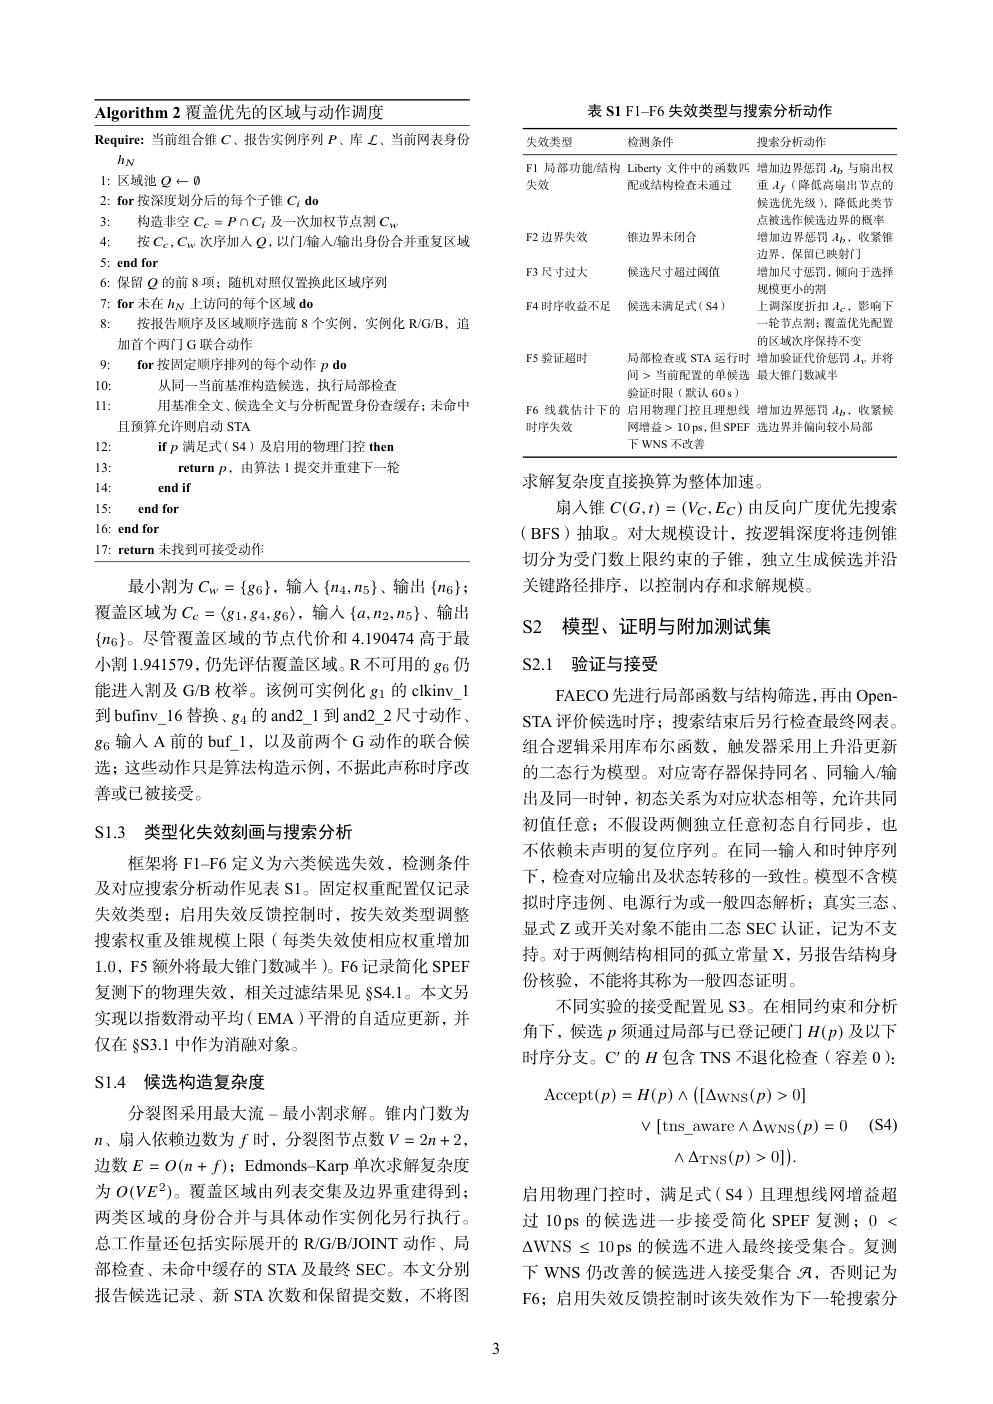 Algorithm 2 覆盖优先的区域与动作调度
Require: 当前组合锥 C、报告实例序列 P、库 ℒ、当前网表身份
h_N
1: 区域池 Q ← ∅
2: for 按深度划分后的每个子锥 C_i do
3: 构造非空 C_c = P ∩ C_i 及一次加权节点割 C_w
4: 按 C_c, C_w 次序加入 Q，以门/输入/输出身份合并重复区域
5: end for
6: 保留 Q 的前 8 项；随机对照仅置换此区域序列
7: for 未在 h_N 上访问的每个区域 do
8: 按报告顺序及区域顺序选前 8 个实例，实例化 R/G/B，追
加首个两门 G 联合动作
9: for 按固定顺序排列的每个动作 p do
10: 从同一当前基准构造候选，执行局部检查
11: 用基准全文、候选全文与分析配置身份查缓存；未命中
且预算允许则启动 STA
12: if p 满足式（S4）及启用的物理门控 then
13: return p，由算法 1 提交并重建下一轮
14: end if
15: end for
16: end for
17: return 未找到可接受动作
最小割为 C_w = {g_6}，输入 {n_4, n_5}、输出 {n_6}；
覆盖区域为 C_c = ⟨g_1, g_4, g_6⟩，输入 {a, n_2, n_5}、输出
{n_6}。尽管覆盖区域的节点代价和 4.190474 高于最
小割 1.941579，仍先评估覆盖区域。R 不可用的 g_6 仍
能进入割及 G/B 枚举。该例可实例化 g_1 的 clkinv_1
到 bufinv_16 替换、g_4 的 and2_1 到 and2_2 尺寸动作、
g_6 输入 A 前的 buf_1，以及前两个 G 动作的联合候
选；这些动作只是算法构造示例，不据此声称时序改
善或已被接受。
S1.3 类型化失效刻画与搜索分析
框架将 F1–F6 定义为六类候选失效，检测条件
及对应搜索分析动作见表 S1。固定权重配置仅记录
失效类型；启用失效反馈控制时，按失效类型调整
搜索权重及锥规模上限（每类失效使相应权重增加
1.0，F5 额外将最大锥门数减半）。F6 记录简化 SPEF
复测下的物理失效，相关过滤结果见 §S4.1。本文另
实现以指数滑动平均（EMA）平滑的自适应更新，并
仅在 §S3.1 中作为消融对象。
S1.4 候选构造复杂度
分裂图采用最大流 – 最小割求解。锥内门数为
n、扇入依赖边数为 f 时，分裂图节点数 V = 2n + 2，
边数 E = O(n + f)；Edmonds–Karp 单次求解复杂度
为 O(VE²)。覆盖区域由列表交集及边界重建得到；
两类区域的身份合并与具体动作实例化另行执行。
总工作量还包括实际展开的 R/G/B/JOINT 动作、局
部检查、未命中缓存的 STA 及最终 SEC。本文分别
报告候选记录、新 STA 次数和保留提交数，不将图
表 S1 F1–F6 失效类型与搜索分析动作
失效类型 检测条件 搜索分析动作
F1 局部功能/结构 Liberty 文件中的函数匹 增加边界惩罚 λ_b 与扇出权
失效 配或结构检查未通过 重 λ_f（降低高扇出节点的
候选优先级），降低此类节
点被选作候选边界的概率
F2 边界失效 锥边界未闭合 增加边界惩罚 λ_b，收紧锥
边界，保留已映射门
F3 尺寸过大 候选尺寸超过阈值 增加尺寸惩罚，倾向于选择
规模更小的割
F4 时序收益不足 候选未满足式（S4） 上调深度折扣 λ_c，影响下
一轮节点割；覆盖优先配置
的区域次序保持不变
F5 验证超时 局部检查或 STA 运行时 增加验证代价惩罚 λ_v 并将
间 > 当前配置的单候选 最大锥门数减半
验证时限（默认 60 s）
F6 线载估计下的 启用物理门控且理想线 增加边界惩罚 λ_b，收紧候
时序失效 网增益 > 10 ps，但 SPEF 选边界并偏向较小局部
下 WNS 不改善
求解复杂度直接换算为整体加速。
扇入锥 C(G, t) = (V_C, E_C) 由反向广度优先搜索
（BFS）抽取。对大规模设计，按逻辑深度将违例锥
切分为受门数上限约束的子锥，独立生成候选并沿
关键路径排序，以控制内存和求解规模。
S2 模型、证明与附加测试集
S2.1 验证与接受
FAECO 先进行局部函数与结构筛选，再由 Open-
STA 评价候选时序；搜索结束后另行检查最终网表。
组合逻辑采用库布尔函数，触发器采用上升沿更新
的二态行为模型。对应寄存器保持同名、同输入/输
出及同一时钟，初态关系为对应状态相等，允许共同
初值任意；不假设两侧独立任意初态自行同步，也
不依赖未声明的复位序列。在同一输入和时钟序列
下，检查对应输出及状态转移的一致性。模型不含模
拟时序违例、电源行为或一般四态解析；真实三态、
显式 Z 或开关对象不能由二态 SEC 认证，记为不支
持。对于两侧结构相同的孤立常量 X，另报告结构身
份核验，不能将其称为一般四态证明。
不同实验的接受配置见 S3。在相同约束和分析
角下，候选 p 须通过局部与已登记硬门 H(p) 及以下
时序分支。C′ 的 H 包含 TNS 不退化检查（容差 0）：
Accept(p) = H(p) ∧ ([Δ_WNS(p) > 0]
∨ [tns_aware ∧ Δ_WNS(p) = 0 (S4)
∧ Δ_TNS(p) > 0]).
启用物理门控时，满足式（S4）且理想线网增益超
过 10 ps 的候选进一步接受简化 SPEF 复测；0 <
ΔWNS ≤ 10 ps 的候选不进入最终接受集合。复测
下 WNS 仍改善的候选进入接受集合 𝒜，否则记为
F6；启用失效反馈控制时该失效作为下一轮搜索分
3